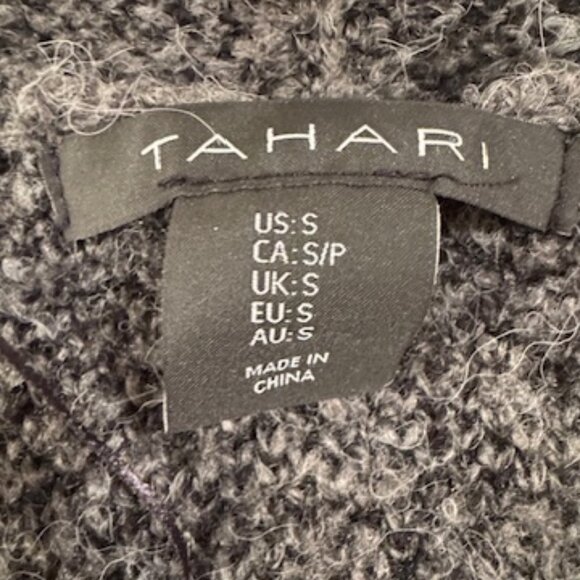 TAHARI
US: S
CA: S/P
UK: S
EU: S
AU: S
MADE IN
CHINA